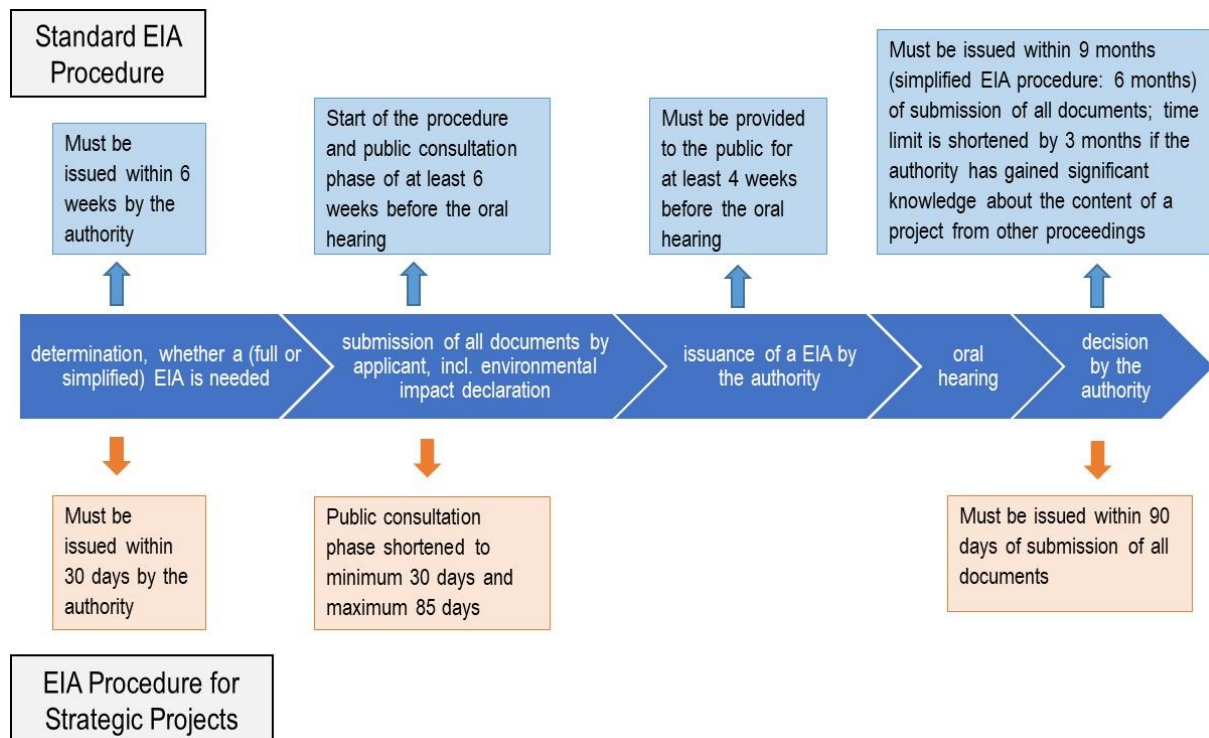 Standard EIA
Procedure
Must be
issued within 6
weeks by the
authority
Start of the procedure
and public consultation
phase of at least 6
weeks before the oral
hearing
Must be provided
to the public for
at least 4 weeks
before the oral
hearing
Must be issued within 9 months
(simplified EIA procedure: 6 months)
of submission of all documents; time
limit is shortened by 3 months if the
authority has gained significant
knowledge about the content of a
project from other proceedings
determination, whether a (full or
simplified) EIA is needed
submission of all documents by
applicant, incl. environmental
impact declaration
issuance of a EIA by
the authority
oral
hearing
decision
by the
authority
Must be
issued within
30 days by the
authority
Public consultation
phase shortened to
minimum 30 days and
maximum 85 days
Must be issued within 90
days of submission of all
documents
EIA Procedure for
Strategic Projects